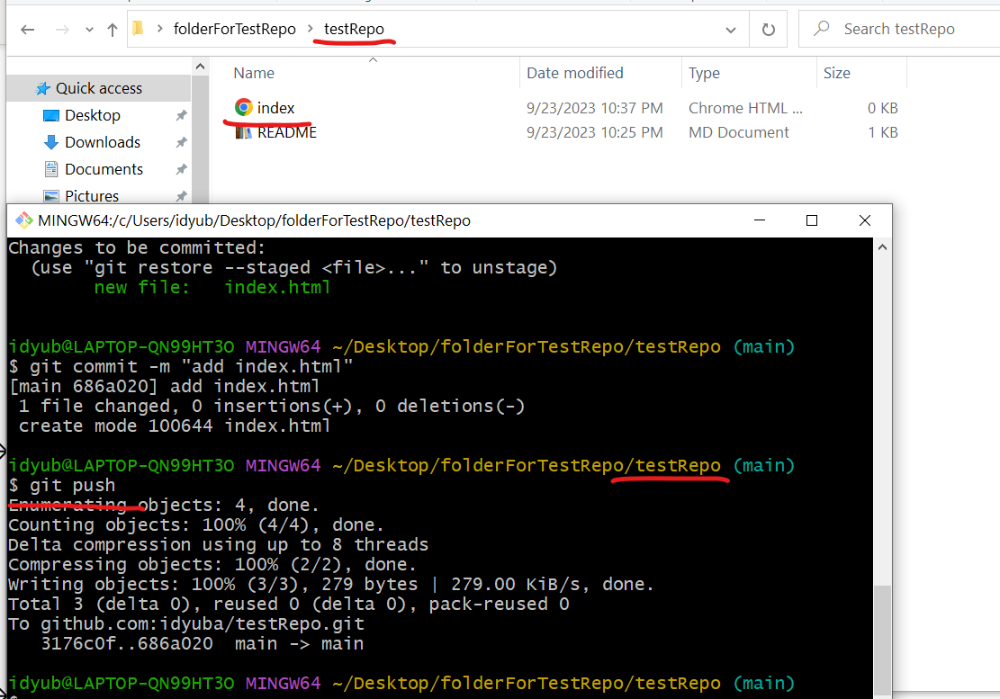 folderForTestRepo > testRepo
Search testRepo
Name Date modified Type Size
Quick access
index 9/23/2023 10:37 PM Chrome HTML ... 0 KB
Desktop
README 9/23/2023 10:25 PM MD Document 1 KB
Downloads
Documents
Pictures
MINGW64:/c/Users/idyub/Desktop/folderForTestRepo/testRepo
Changes to be committed:
(use "git restore --staged <file>..." to unstage)
new file: index.html
idyub@LAPTOP-QN99HT3O MINGW64 ~/Desktop/folderForTestRepo/testRepo (main)
$ git commit -m "add index.html"
[main 686a020] add index.html
1 file changed, 0 insertions(+), 0 deletions(-)
create mode 100644 index.html
idyub@LAPTOP-QN99HT3O MINGW64 ~/Desktop/folderForTestRepo/testRepo (main)
$ git push
Enumerating objects: 4, done.
Counting objects: 100% (4/4), done.
Delta compression using up to 8 threads
Compressing objects: 100% (2/2), done.
Writing objects: 100% (3/3), 279 bytes | 279.00 KiB/s, done.
Total 3 (delta 0), reused 0 (delta 0), pack-reused 0
To github.com:idyuba/testRepo.git
3176c0f..686a020 main -> main
idyub@LAPTOP-QN99HT3O MINGW64 ~/Desktop/folderForTestRepo/testRepo (main)